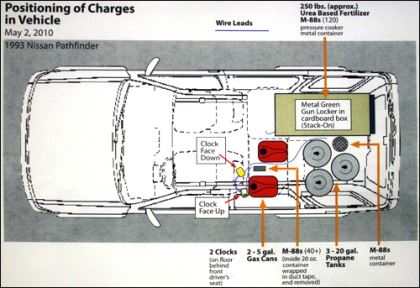 Positioning of Charges
in Vehicle
May 2, 2010
1993 Nissan Pathfinder
Wire Leads
250 lbs. (approx.)
Urea Based Fertilizer
M-88s (120)
pressure cooker
metal container
Metal Green
Gun Locker in
cardboard box
(Stack-On)
Clock
Face
Down
Clock
Face Up
2 Clocks
(on floor
behind
front
driver's
seat)
2 - 5 gal.
Gas Cans
M-88s (40+)
(inside 20 oz.
container
wrapped
in duct tape,
end removed)
3 - 20 gal.
Propane
Tanks
M-88s
metal
container